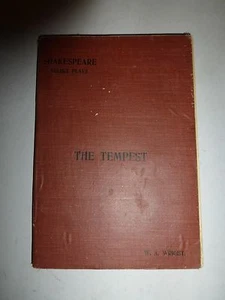 SHAKESPEARE
SELECT PLAYS
THE TEMPEST
W. A. WRIGHT